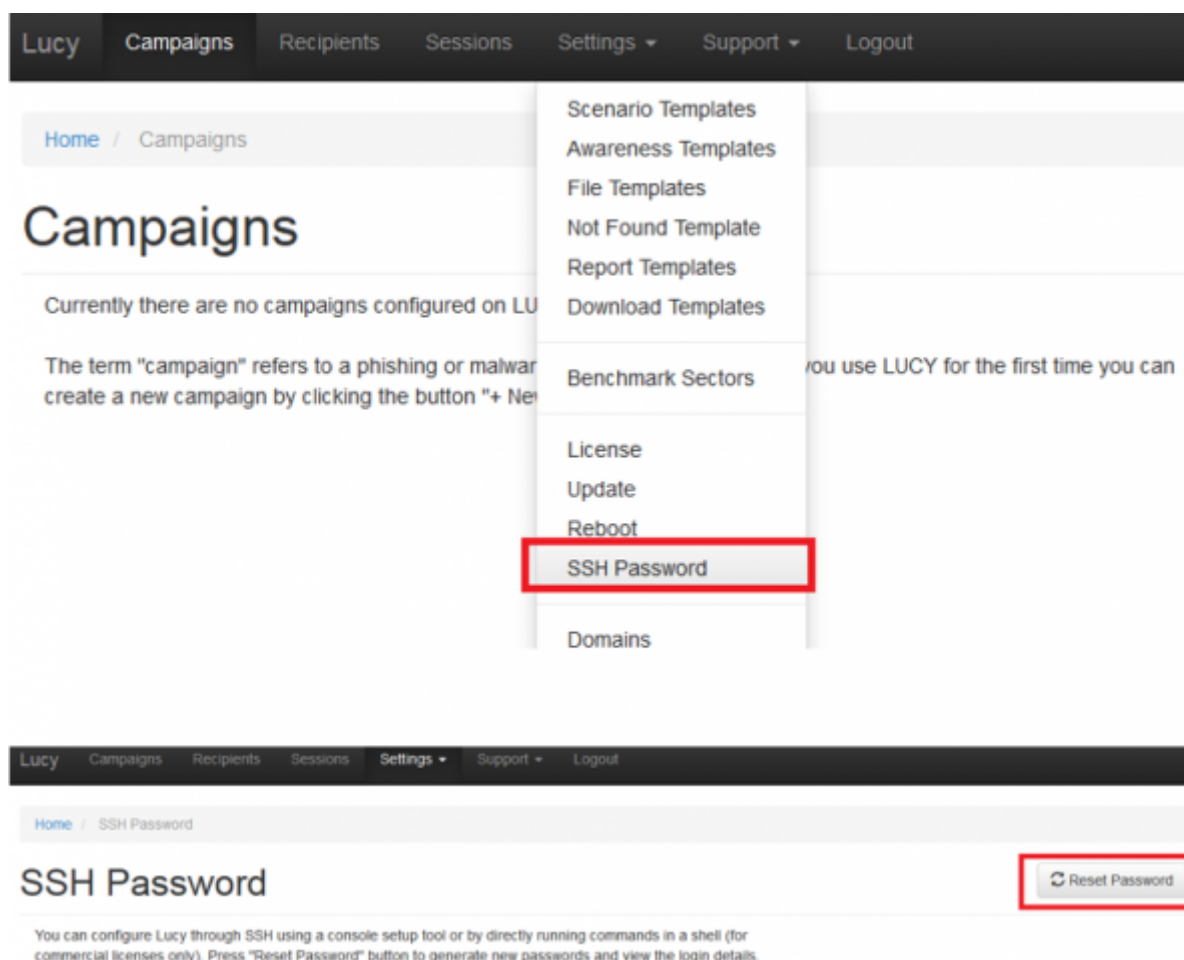 Lucy Campaigns Recipients Sessions Settings Support Logout
Home / Campaigns
Scenario Templates
Awareness Templates
File Templates
Not Found Template
Report Templates
Download Templates
Benchmark Sectors
License
Update
Reboot
SSH Password
Domains
Campaigns
Currently there are no campaigns configured on LU
The term "campaign" refers to a phishing or malwar you use LUCY for the first time you can
create a new campaign by clicking the button "+ Ne
Lucy Campaigns Recipients Sessions Settings Support Logout
Home / SSH Password
SSH Password
Reset Password
You can configure Lucy through SSH using a console setup tool or by directly running commands in a shell (for
commercial licenses only). Press "Reset Password" button to generate new passwords and view the login details.